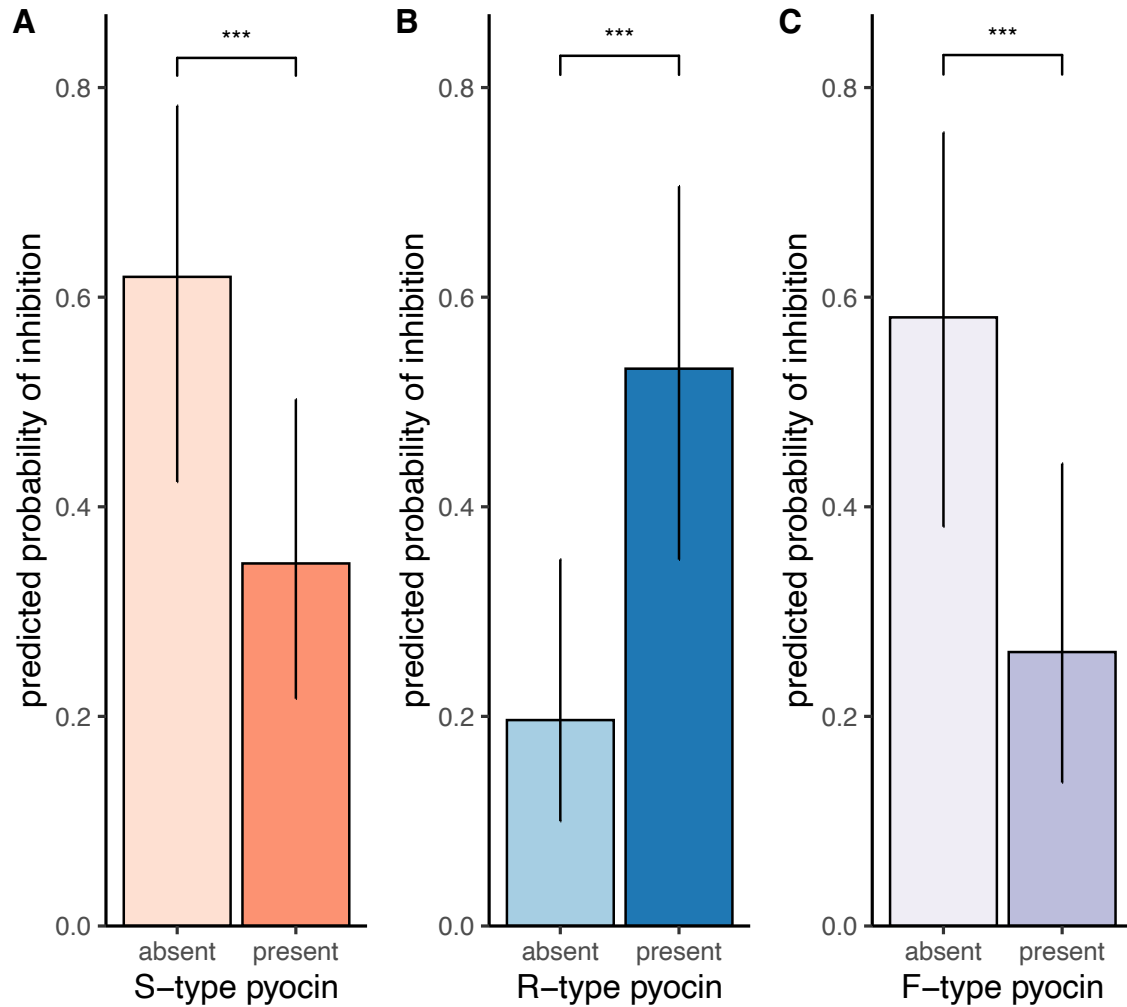 A
***
predicted probability of inhibition
0.8
0.6
0.4
0.2
0.0
absent present
S−type pyocin
B
***
predicted probability of inhibition
0.8
0.6
0.4
0.2
0.0
absent present
R−type pyocin
C
***
predicted probability of inhibition
0.8
0.6
0.4
0.2
0.0
absent present
F−type pyocin